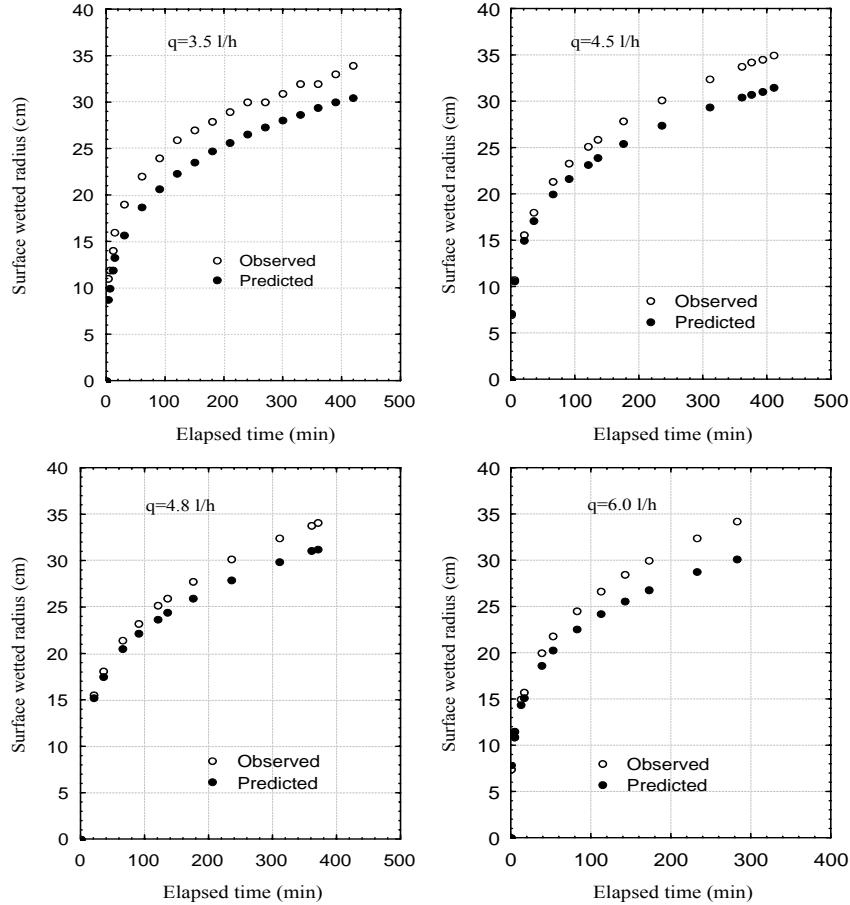 40
35
30
25
20
15
10
5
0
Surface wetted radius (cm)
q=3.5 l/h
Observed
Predicted
0 100 200 300 400 500
Elapsed time (min)
40
35
30
25
20
15
10
5
0
Surface wetted radius (cm)
q=4.5 l/h
Observed
Predicted
0 100 200 300 400 500
Elapsed time (min)
40
35
30
25
20
15
10
5
0
Surface wetted radius (cm)
q=4.8 l/h
Observed
Predicted
0 100 200 300 400 500
Elapsed time (min)
40
35
30
25
20
15
10
5
0
Surface wetted radius (cm)
q=6.0 l/h
Observed
Predicted
0 100 200 300 400
Elapsed time (min)